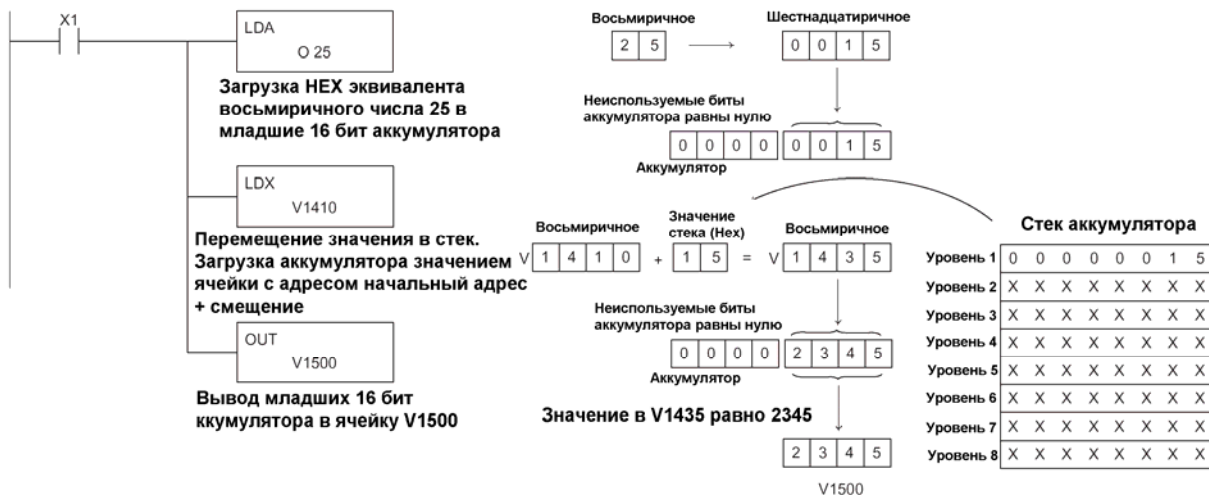 X1
LDA
O 25
Загрузка HEX эквивалента
восьмиричного числа 25 в
младшие 16 бит аккумулятора
LDX
V1410
Перемещение значения в стек.
Загрузка аккумулятора значением
ячейки с адресом начальный адрес
+ смещение
OUT
V1500
Вывод младших 16 бит
ккумулятора в ячейку V1500
Восьмиричное
Шестнадцатиричное
2 5
0 0 1 5
Неиспользуемые биты
аккумулятора равны нулю
0 0 0 0 0 0 1 5
Аккумулятор
Восьмиричное
Значение
стека (Hex)
Восьмиричное
V 1 4 1 0 + 1 5 = V 1 4 3 5
Неиспользуемые биты
аккумулятора равны нулю
0 0 0 0 2 3 4 5
Аккумулятор
Значение в V1435 равно 2345
2 3 4 5
V1500
Стек аккумулятора
Уровень 1 0 0 0 0 0 0 1 5
Уровень 2 X X X X X X X X
Уровень 3 X X X X X X X X
Уровень 4 X X X X X X X X
Уровень 5 X X X X X X X X
Уровень 6 X X X X X X X X
Уровень 7 X X X X X X X X
Уровень 8 X X X X X X X X